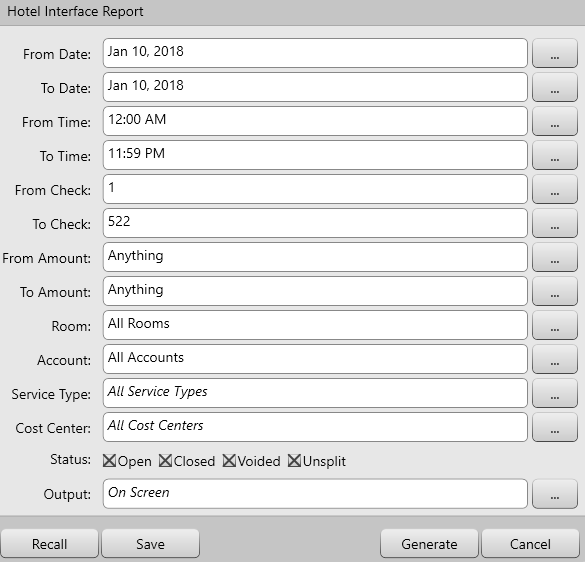 Hotel Interface Report
From Date: Jan 10, 2018 ...
To Date: Jan 10, 2018 ...
From Time: 12:00 AM ...
To Time: 11:59 PM ...
From Check: 1 ...
To Check: 522 ...
From Amount: Anything ...
To Amount: Anything ...
Room: All Rooms ...
Account: All Accounts ...
Service Type: All Service Types ...
Cost Center: All Cost Centers ...
Status: Open Closed Voided Unsplit
Output: On Screen ...
Recall Save Generate Cancel